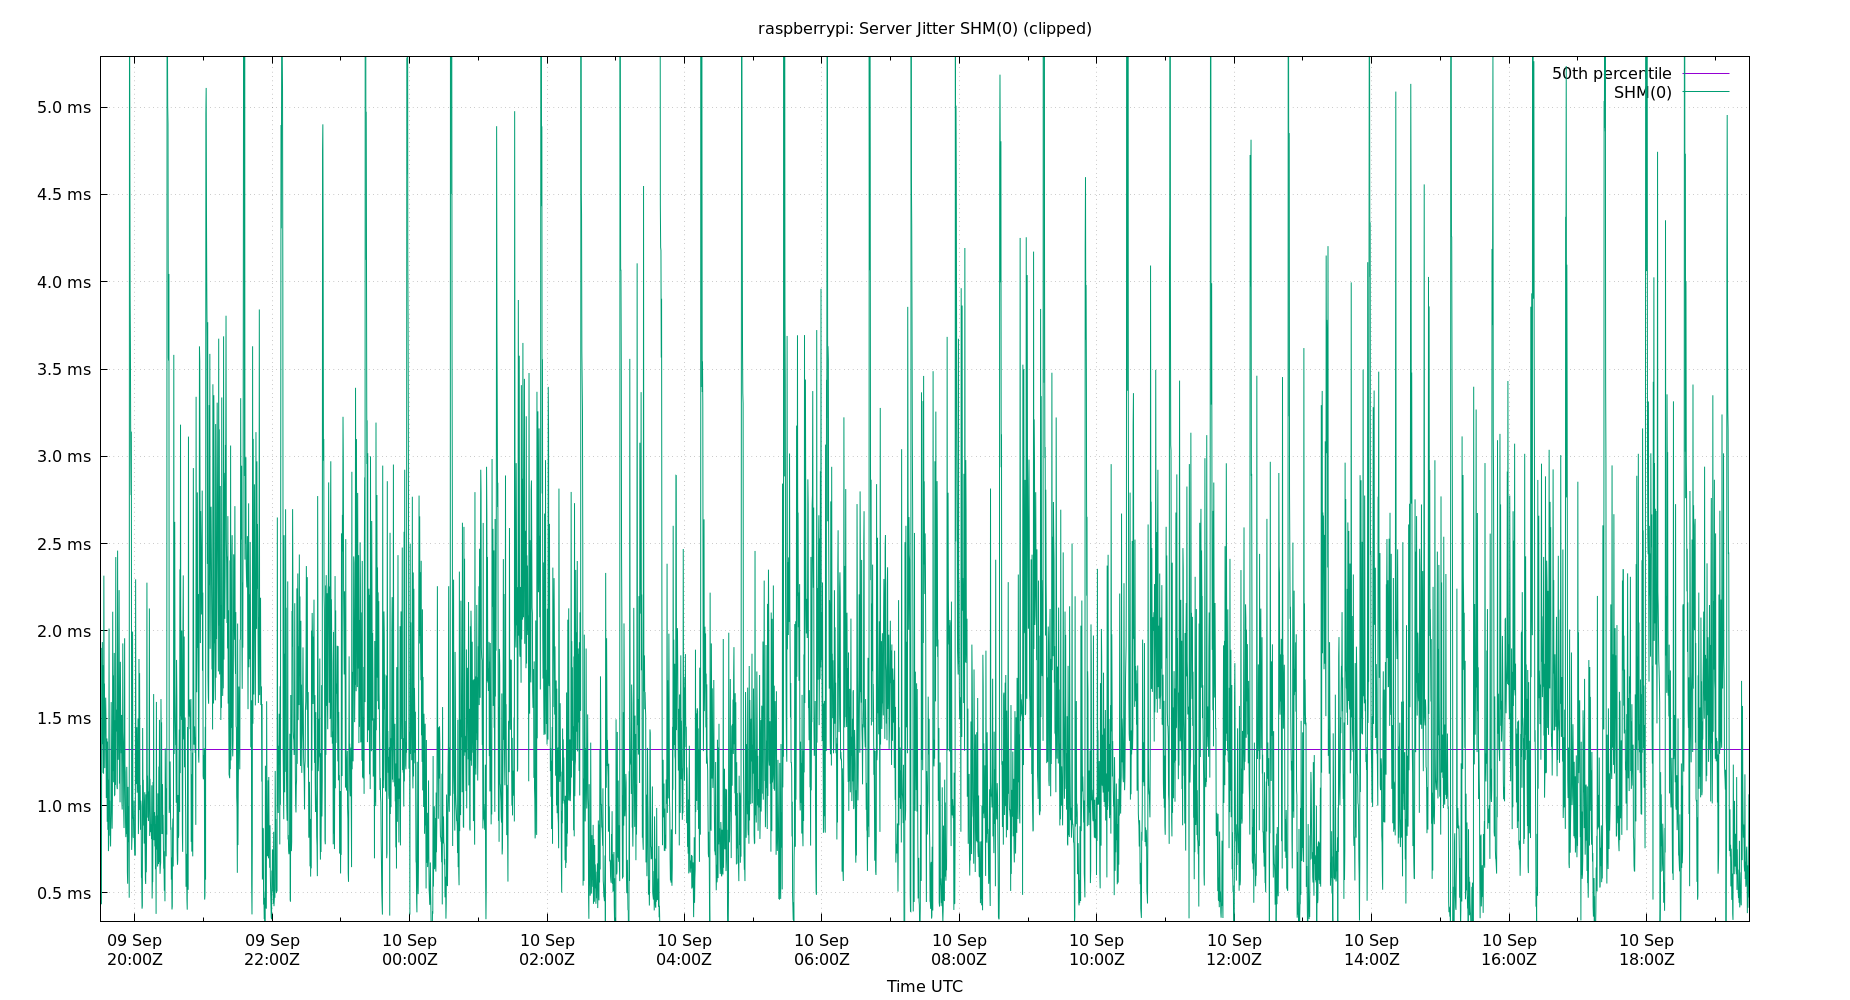 raspberrypi: Server Jitter SHM(0) (clipped)
50th percentile
SHM(0)
5.0 ms
4.5 ms
4.0 ms
3.5 ms
3.0 ms
2.5 ms
2.0 ms
1.5 ms
1.0 ms
0.5 ms
09 Sep 09 Sep 10 Sep 10 Sep 10 Sep 10 Sep 10 Sep 10 Sep 10 Sep 10 Sep 10 Sep 10 Sep
20:00Z 22:00Z 00:00Z 02:00Z 04:00Z 06:00Z 08:00Z 10:00Z 12:00Z 14:00Z 16:00Z 18:00Z
Time UTC